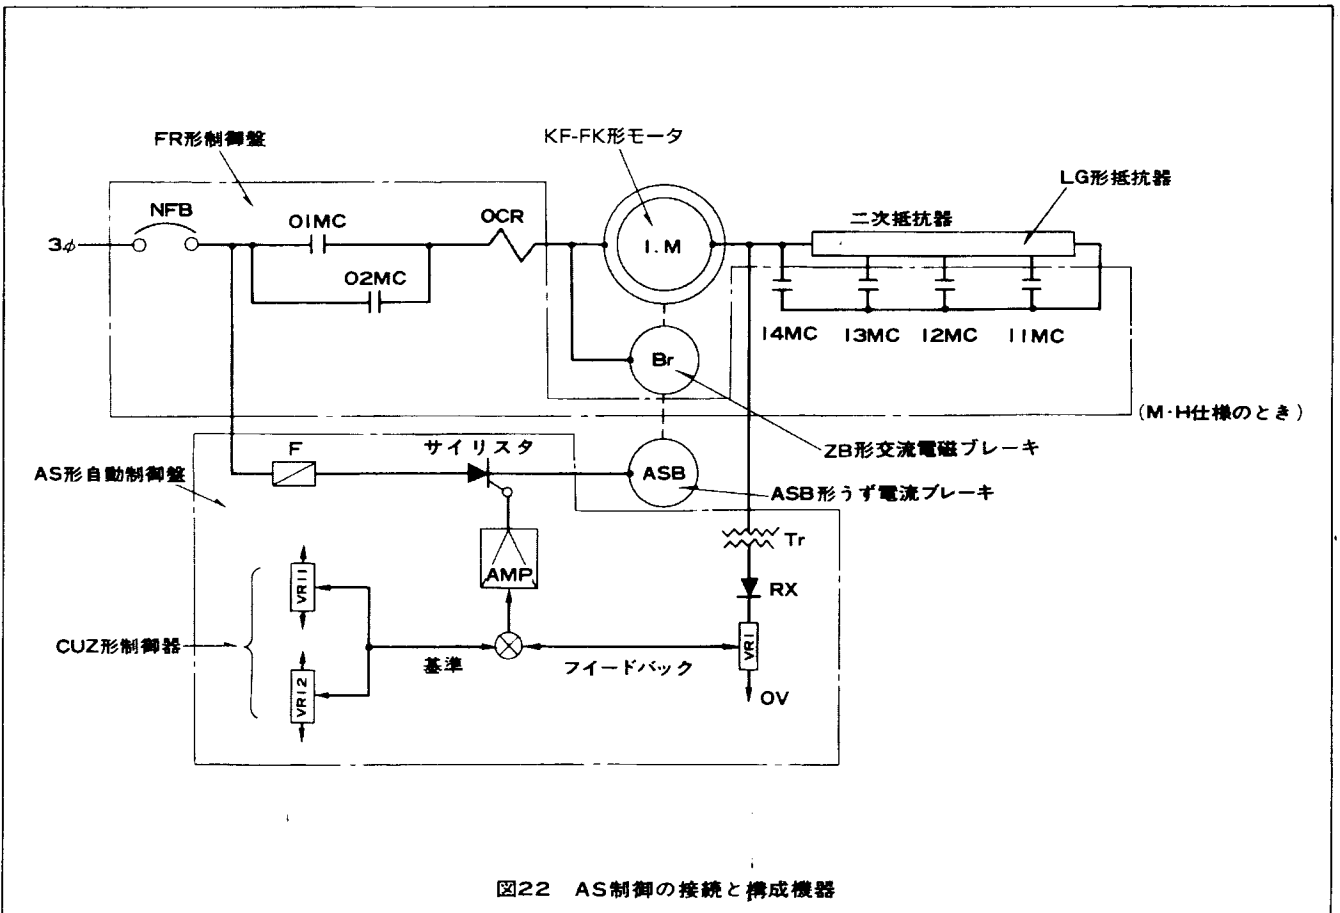 FR形制御盤
KF-FK形モータ
LG形抵抗器
NFB
01MC
OCR
二次抵抗器
3φ
I.M
02MC
14MC
13MC
12MC
11MC
Br
(M・H仕様のとき)
ZB形交流電磁ブレーキ
F
サイリスタ
AS形自動制御盤
ASB
ASB形うず電流ブレーキ
Tr
AMP
RX
VR11
CUZ形制御器
VR1
基準
フイードバック
VR12
0V
図22 AS制御の接続と構成機器